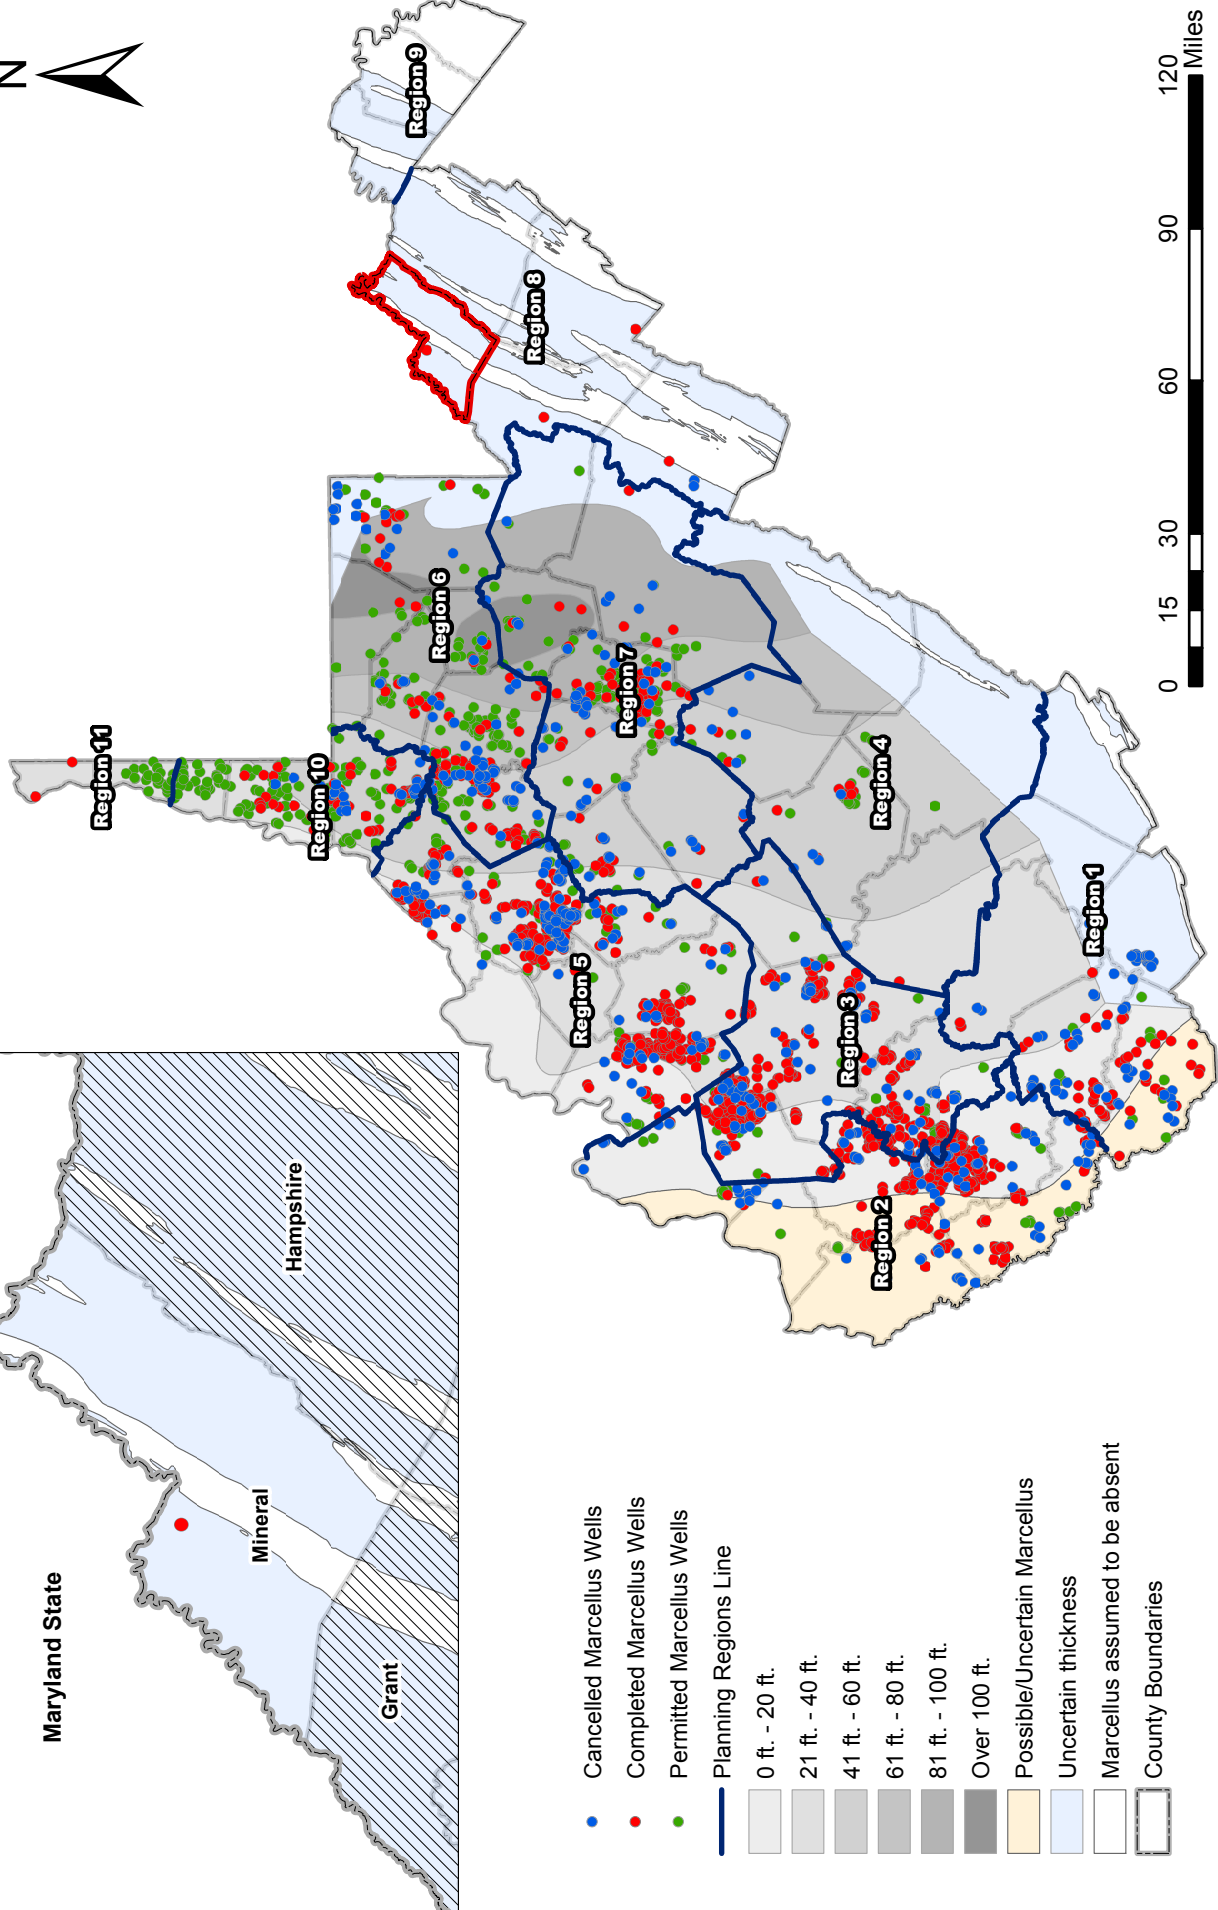 N
Maryland State
Mineral
Hampshire
Grant
Region 11
Region 10
Region 9
Region 8
Region 6
Region 7
Region 5
Region 4
Region 3
Region 2
Region 1
Cancelled Marcellus Wells
Completed Marcellus Wells
Permitted Marcellus Wells
Planning Regions Line
0 ft. - 20 ft.
21 ft. - 40 ft.
41 ft. - 60 ft.
61 ft. - 80 ft.
81 ft. - 100 ft.
Over 100 ft.
Possible/Uncertain Marcellus
Uncertain thickness
Marcellus assumed to be absent
County Boundaries
0 15 30 60 90 120
Miles